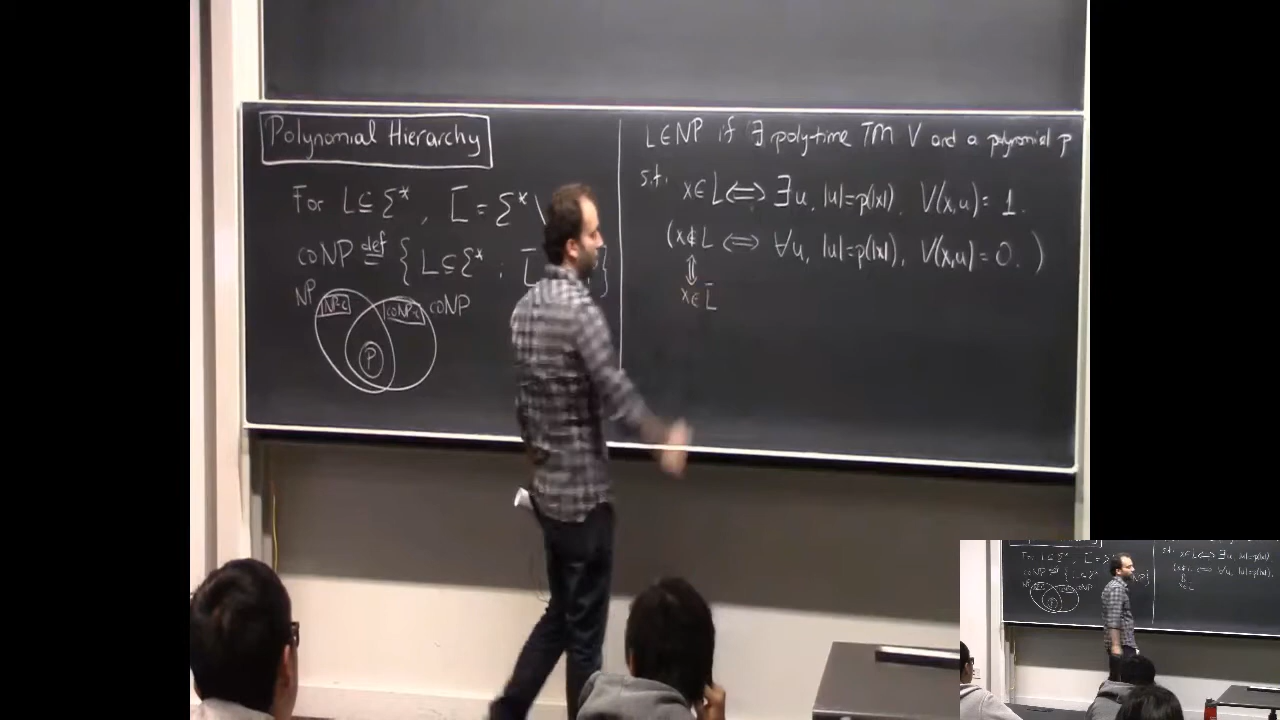 Polynomial Hierarchy
For L ⊆ Σ*, L̅ = Σ* \
coNP def= { L ⊆ Σ* : L̅ }
NP NP-c coNP-c coNP
P
L∈NP if ∃ poly-time TM V and a polynomial p
s.t. x∈L ⟺ ∃u, |u|=p(|x|), V(x,u)=1.
(x∉L ⟺ ∀u, |u|=p(|x|), V(x,u)=0. )
⇕
x∈L̅